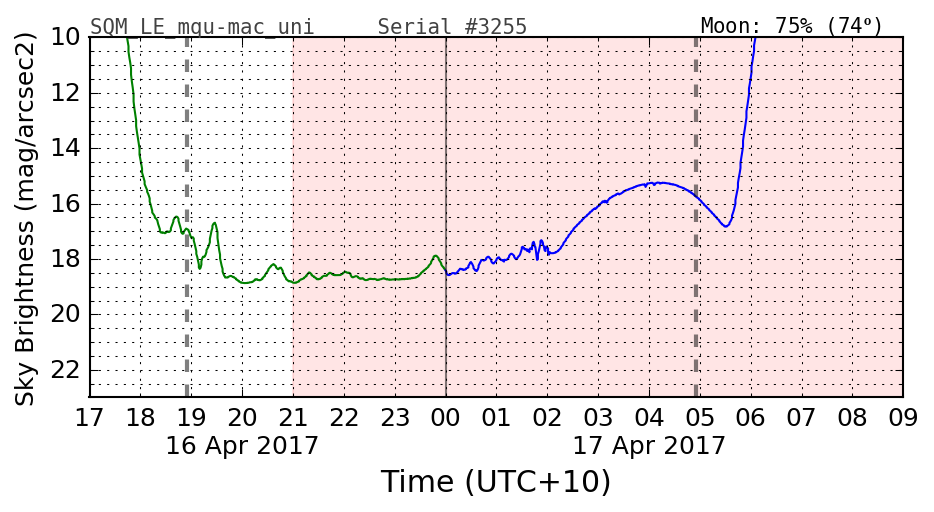 SQM_LE_mqu-mac_uni Serial #3255 Moon: 75% (74º)
Sky Brightness (mag/arcsec2)
10
12
14
16
18
20
22
17 18 19 20 21 22 23 00 01 02 03 04 05 06 07 08 09
16 Apr 2017 17 Apr 2017
Time (UTC+10)